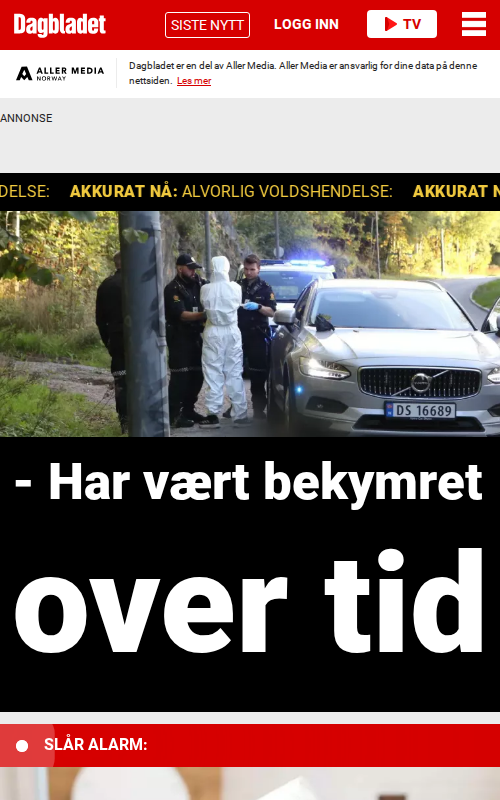 Dagbladet
SISTE NYTT
LOGG INN
TV
ALLER MEDIA
NORWAY
Dagbladet er en del av Aller Media. Aller Media er ansvarlig for dine data på denne
nettsiden. Les mer
ANNONSE
DELSE: AKKURAT NÅ: ALVORLIG VOLDSHENDELSE: AKKURAT N
DS 16689
- Har vært bekymret
over tid
SLÅR ALARM: